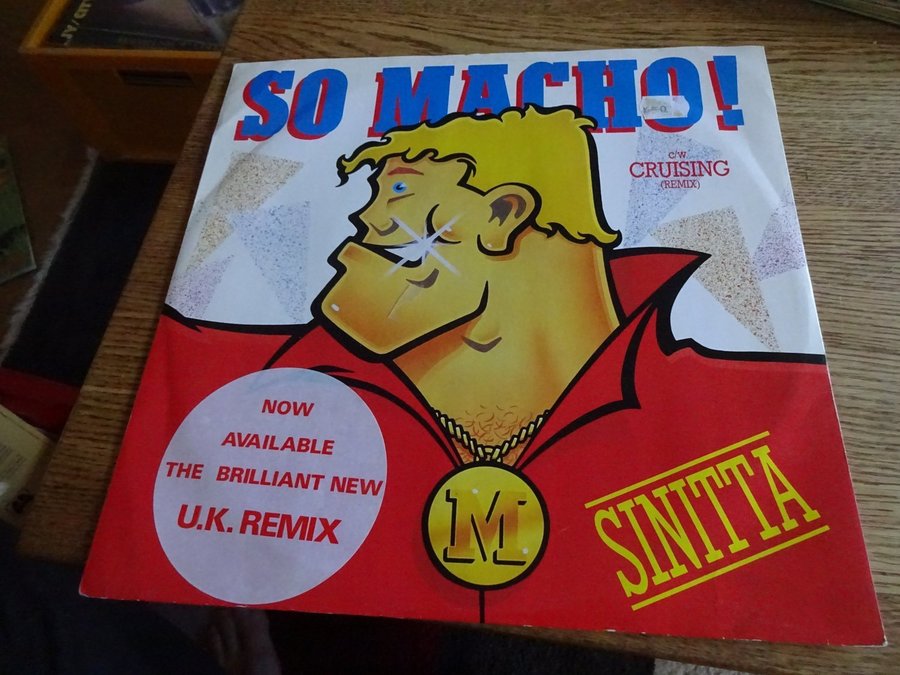 SO MACHO!
c/w
CRUISING
(REMIX)
NOW
AVAILABLE
THE BRILLIANT NEW
U.K. REMIX
M
SINITTA